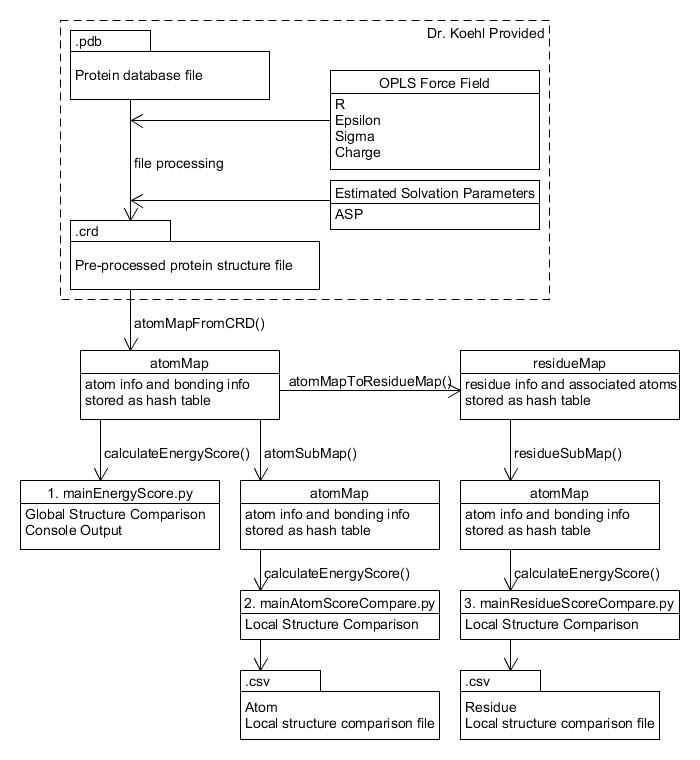 Dr. Koehl Provided
.pdb
Protein database file
OPLS Force Field
R
Epsilon
Sigma
Charge
file processing
Estimated Solvation Parameters
ASP
.crd
Pre-processed protein structure file
atomMapFromCRD()
atomMap
atom info and bonding info
stored as hash table
atomMapToResidueMap()
residueMap
residue info and associated atoms
stored as hash table
calculateEnergyScore()
atomSubMap()
residueSubMap()
1. mainEnergyScore.py
Global Structure Comparison
Console Output
atomMap
atom info and bonding info
stored as hash table
atomMap
atom info and bonding info
stored as hash table
calculateEnergyScore()
calculateEnergyScore()
2. mainAtomScoreCompare.py
Local Structure Comparison
3. mainResidueScoreCompare.py
Local Structure Comparison
.csv
Atom
Local structure comparison file
.csv
Residue
Local structure comparison file